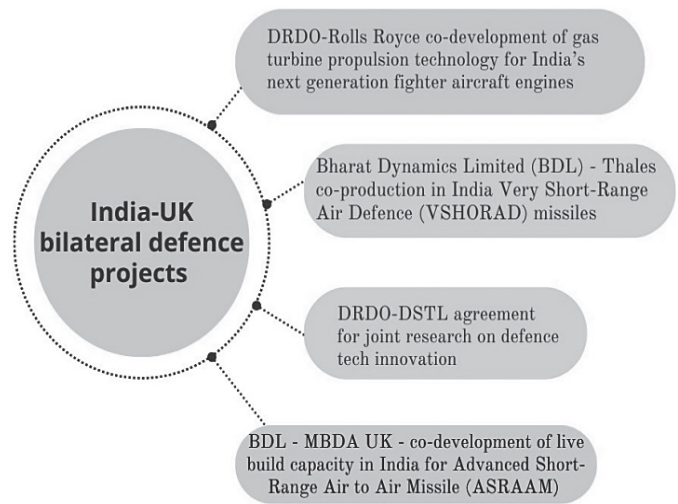 India-UK
bilateral defence
projects
DRDO-Rolls Royce co-development of gas
turbine propulsion technology for India's
next generation fighter aircraft engines
Bharat Dynamics Limited (BDL) - Thales
co-production in India Very Short-Range
Air Defence (VSHORAD) missiles
DRDO-DSTL agreement
for joint research on defence
tech innovation
BDL - MBDA UK - co-development of live
build capacity in India for Advanced Short-
Range Air to Air Missile (ASRAAM)